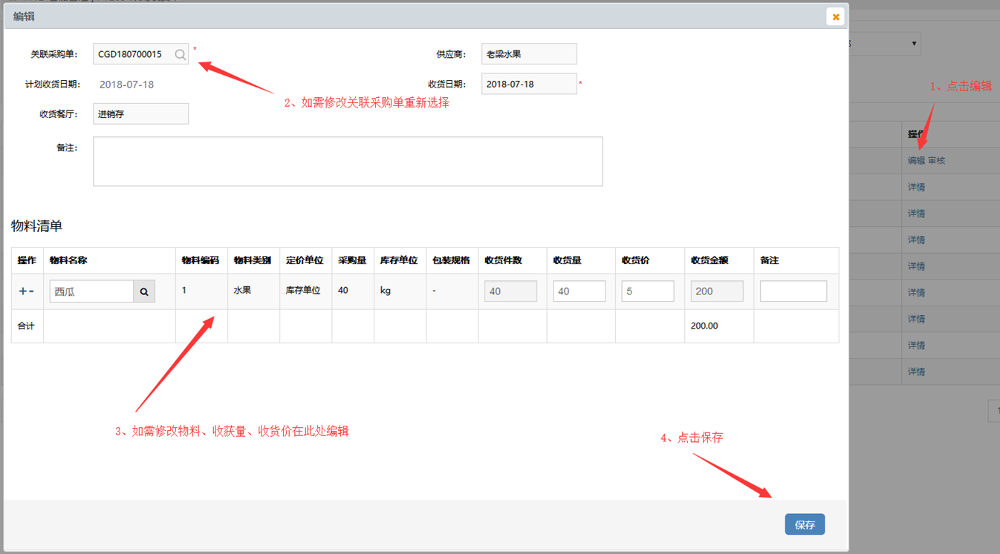 编辑
关联采购单: CGD180700015 * 供应商: 老梁水果
计划收货日期: 2018-07-18 收货日期: 2018-07-18 *
1、点击编辑
2、如需修改关联采购单重新选择
收货餐厅: 进销存
备注:
操作
编辑 审核
详情
详情
详情
详情
详情
详情
详情
详情
物料清单
操作 物料名称 物料编码 物料类别 定价单位 采购量 库存单位 包装规格 收货件数 收货量 收货价 收货金额 备注
+- 西瓜 1 水果 库存单位 40 kg - 40 40 5 200
合计 200.00
3、如需修改物料、收获量、收货价在此处编辑
4、点击保存
保存